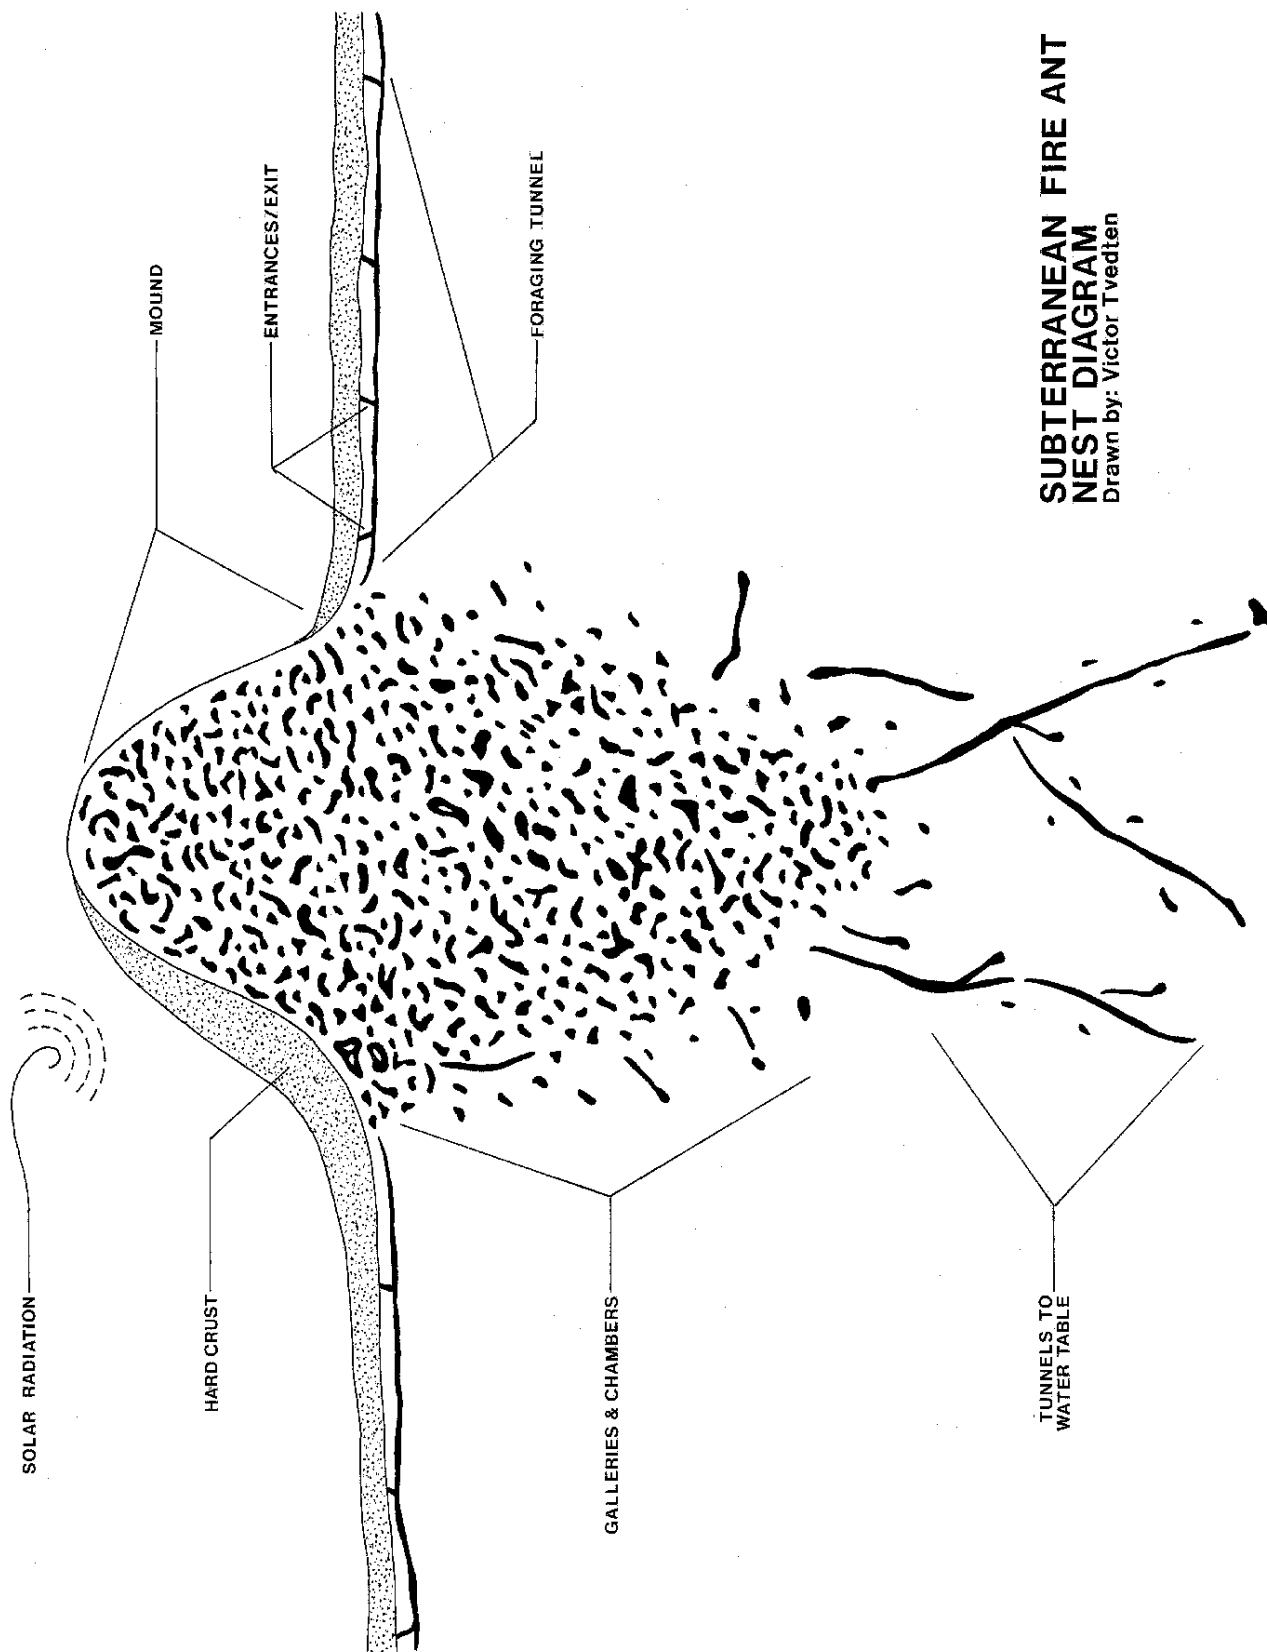 SOLAR RADIATION
HARD CRUST
GALLERIES & CHAMBERS
TUNNELS TO
WATER TABLE
MOUND
ENTRANCES/EXIT
FORAGING TUNNEL
SUBTERRANEAN FIRE ANT
NEST DIAGRAM
Drawn by: Victor Tvedten